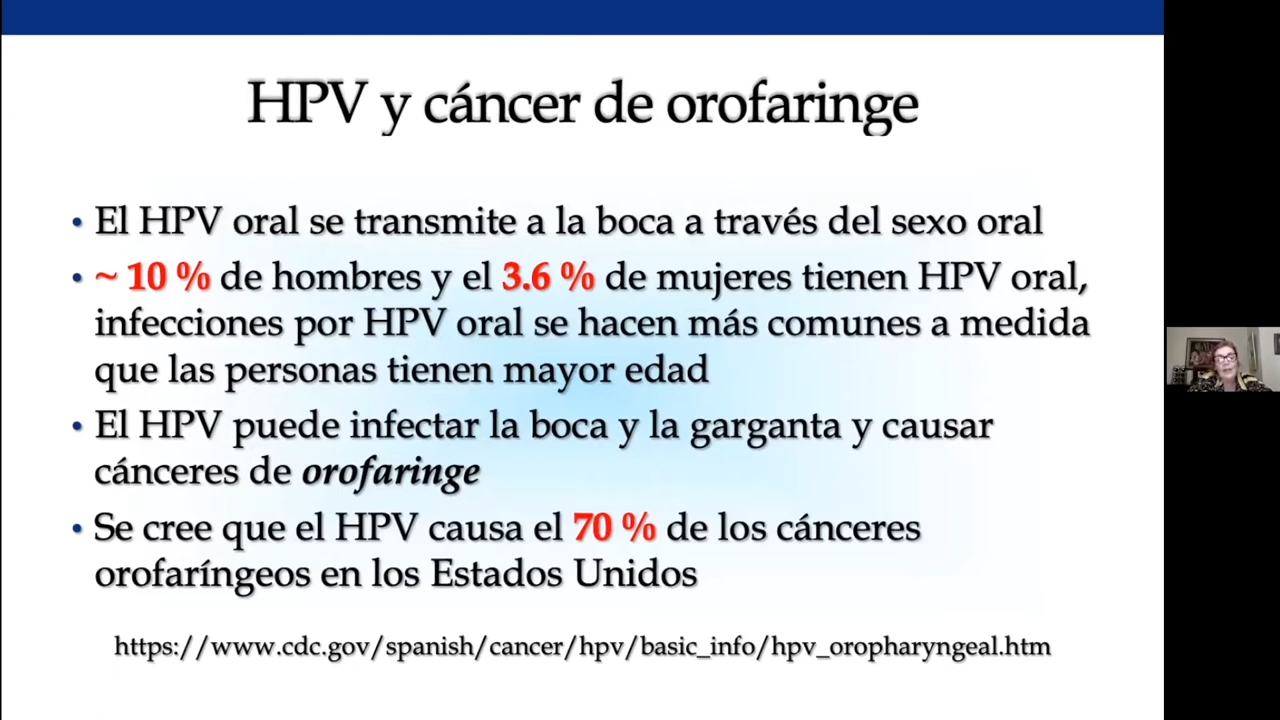 HPV y cáncer de orofaringe
• El HPV oral se transmite a la boca a través del sexo oral
• ~ 10 % de hombres y el 3.6 % de mujeres tienen HPV oral,
infecciones por HPV oral se hacen más comunes a medida
que las personas tienen mayor edad
• El HPV puede infectar la boca y la garganta y causar
cánceres de orofaringe
• Se cree que el HPV causa el 70 % de los cánceres
orofaríngeos en los Estados Unidos
https://www.cdc.gov/spanish/cancer/hpv/basic_info/hpv_oropharyngeal.htm